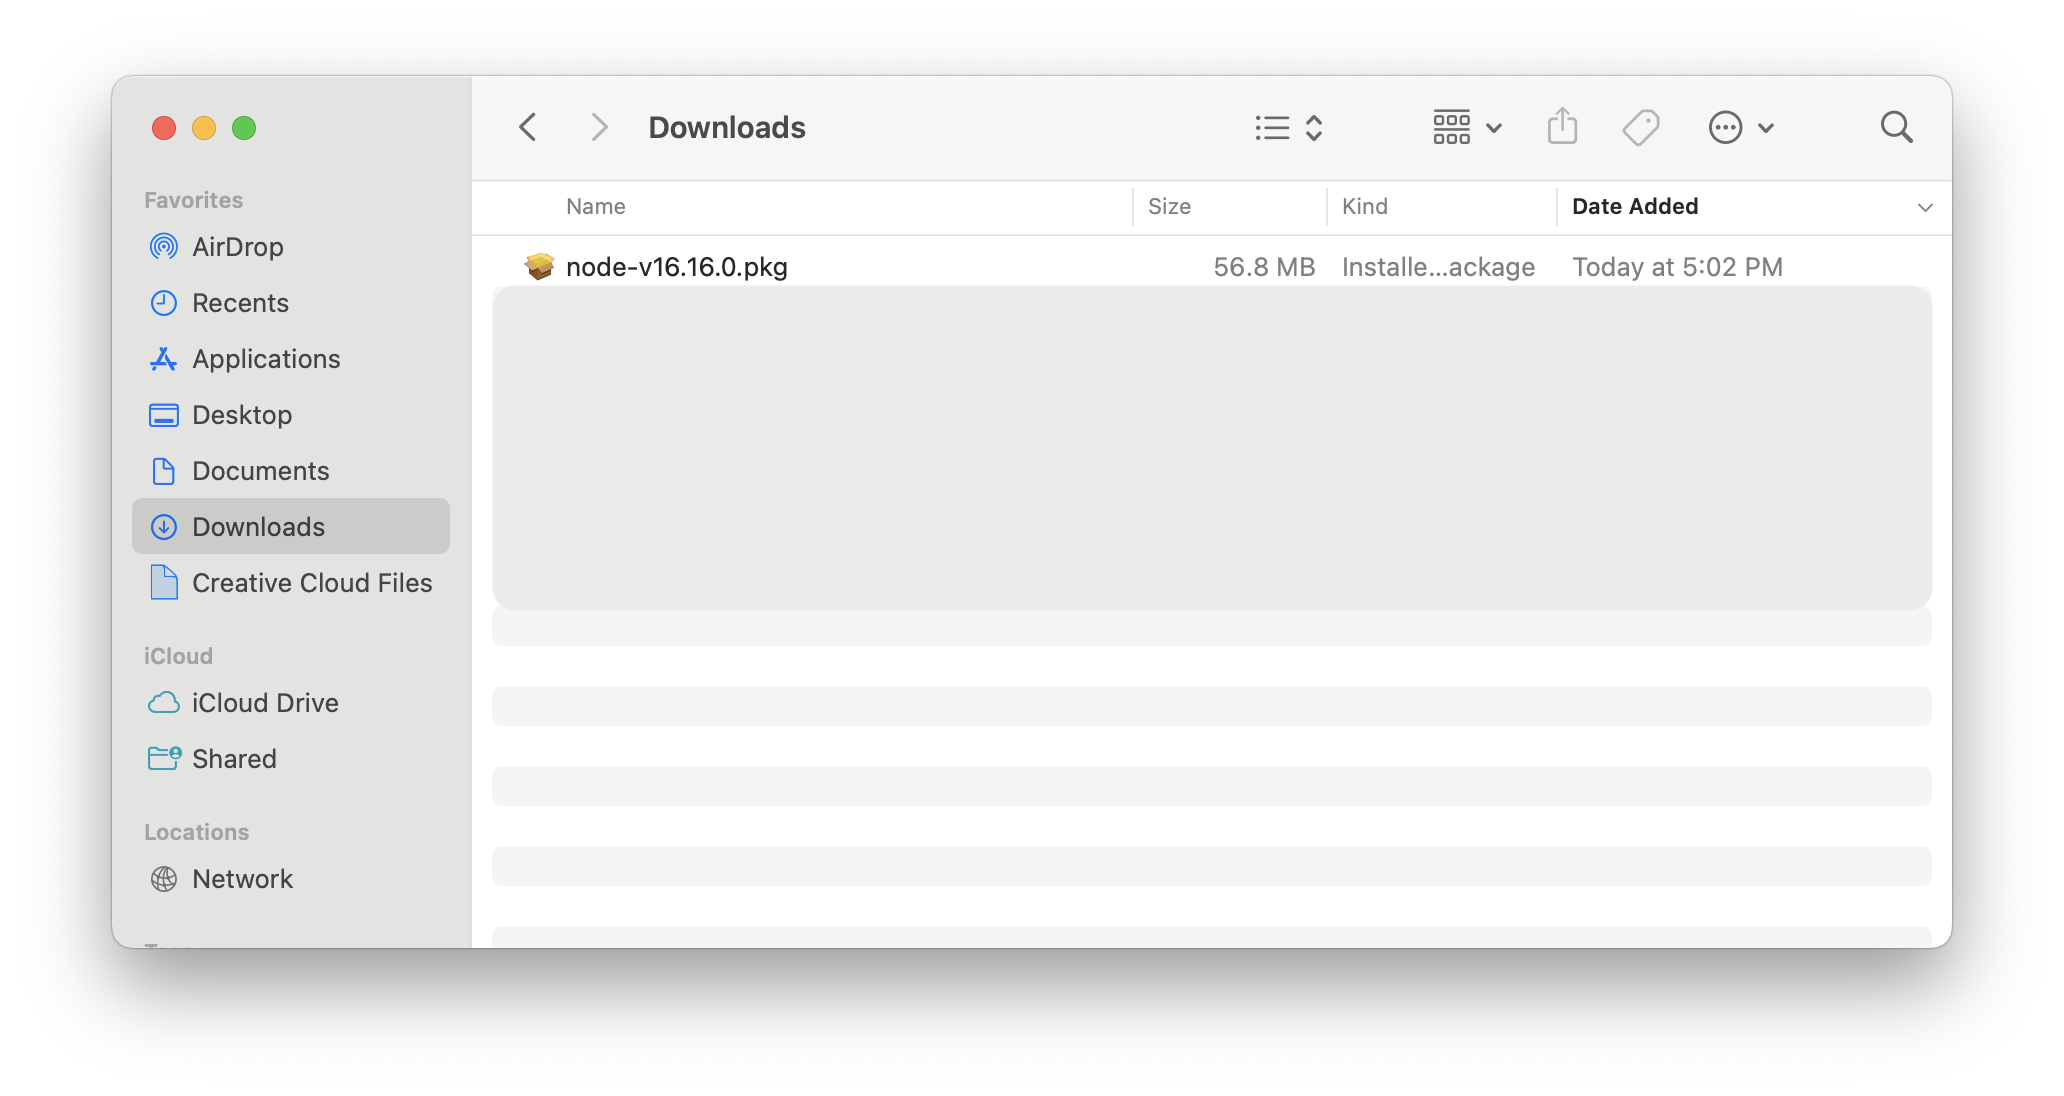 Downloads
Favorites
AirDrop
Recents
Applications
Desktop
Documents
Downloads
Creative Cloud Files
iCloud
iCloud Drive
Shared
Locations
Network
Name Size Kind Date Added
node-v16.16.0.pkg 56.8 MB Installe...ackage Today at 5:02 PM